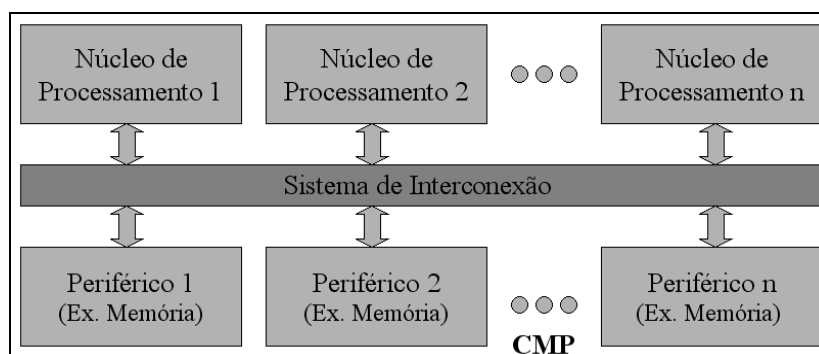 Núcleo de
Processamento 1
Núcleo de
Processamento 2
Núcleo de
Processamento n
Sistema de Interconexão
Periférico 1
(Ex. Memória)
Periférico 2
(Ex. Memória)
Periférico n
(Ex. Memória)
CMP